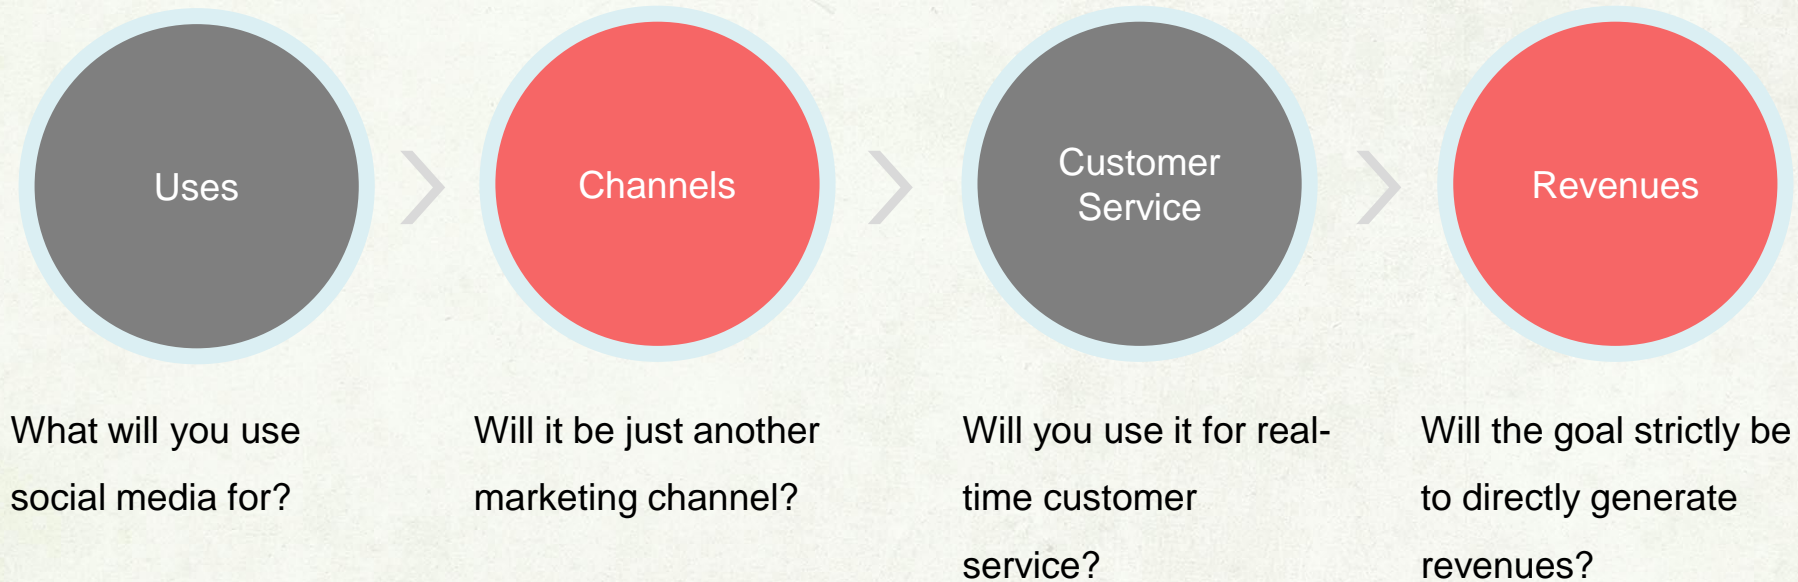 Uses
Channels
Customer
Service
Revenues
What will you use
social media for?
Will it be just another
marketing channel?
Will you use it for real-
time customer
service?
Will the goal strictly be
to directly generate
revenues?